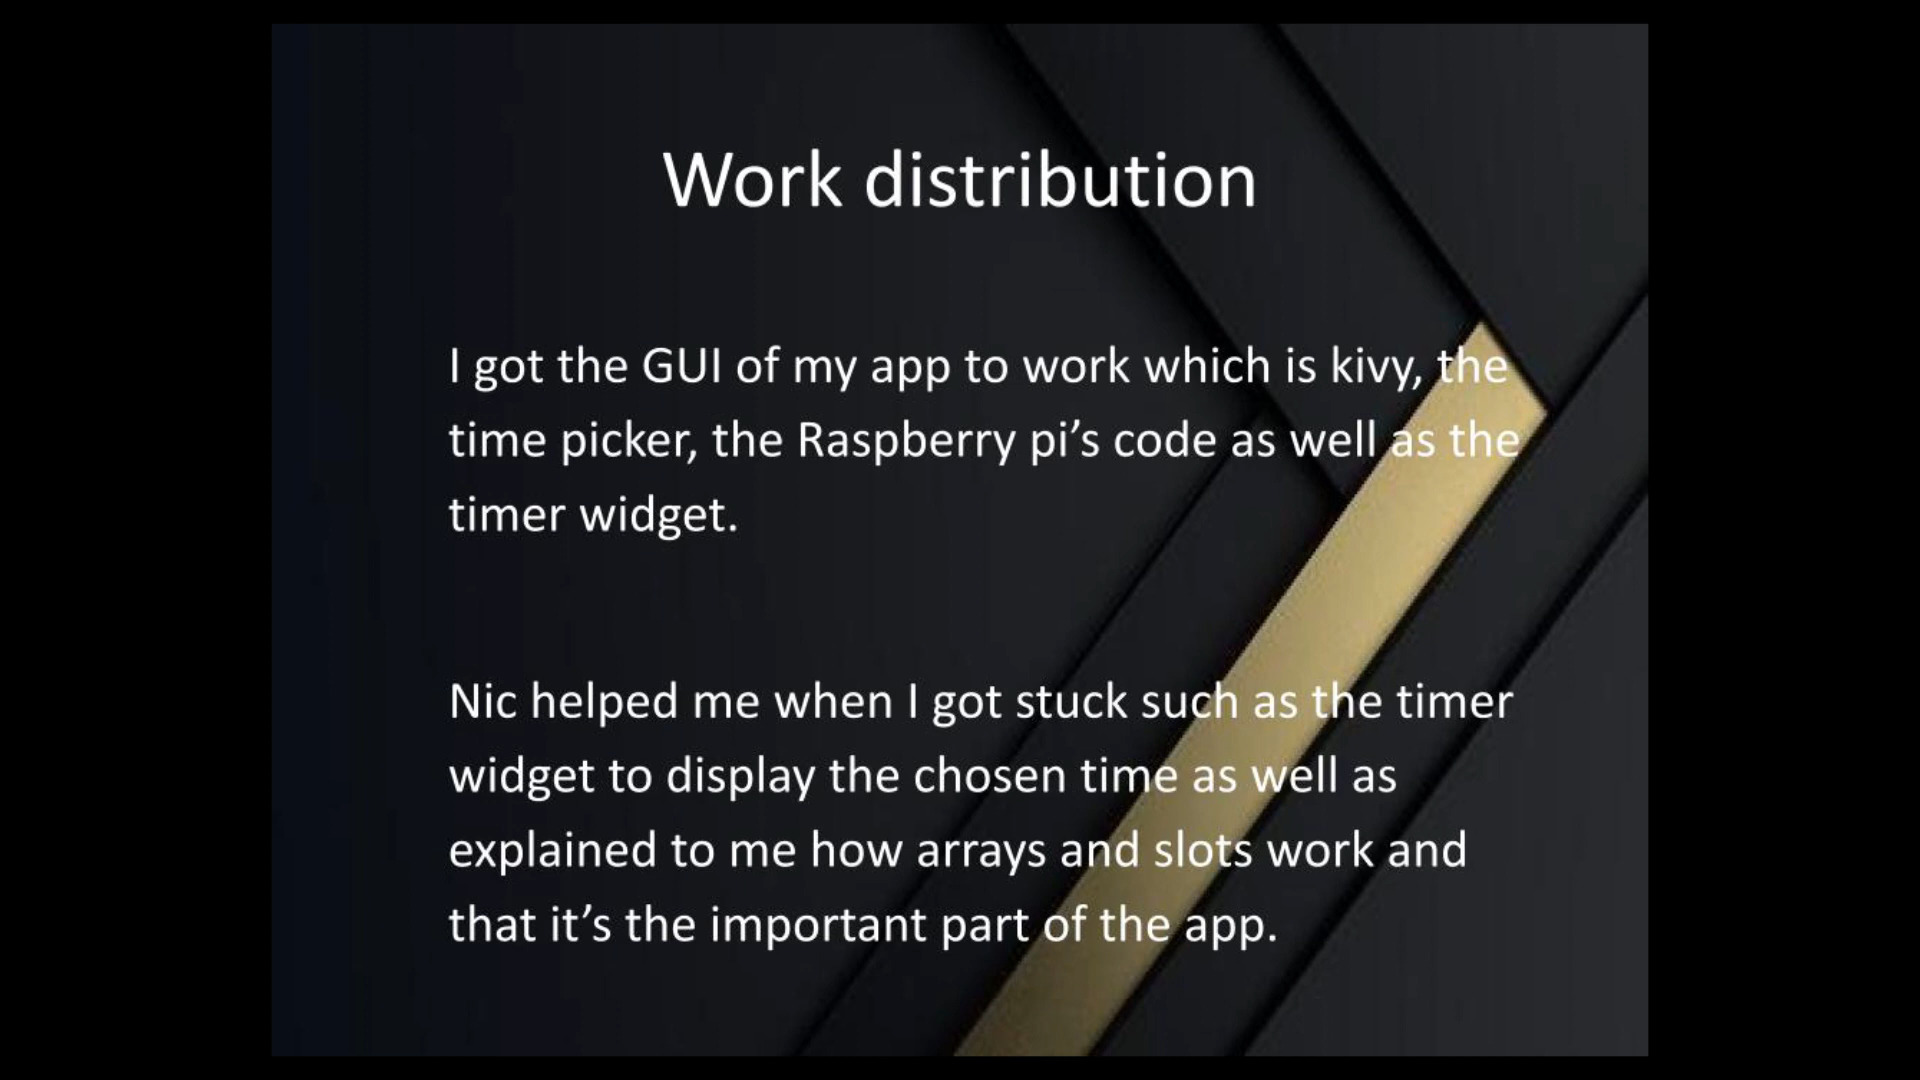 Work distribution
I got the GUI of my app to work which is kivy, the
time picker, the Raspberry pi’s code as well as the
timer widget.
Nic helped me when I got stuck such as the timer
widget to display the chosen time as well as
explained to me how arrays and slots work and
that it’s the important part of the app.